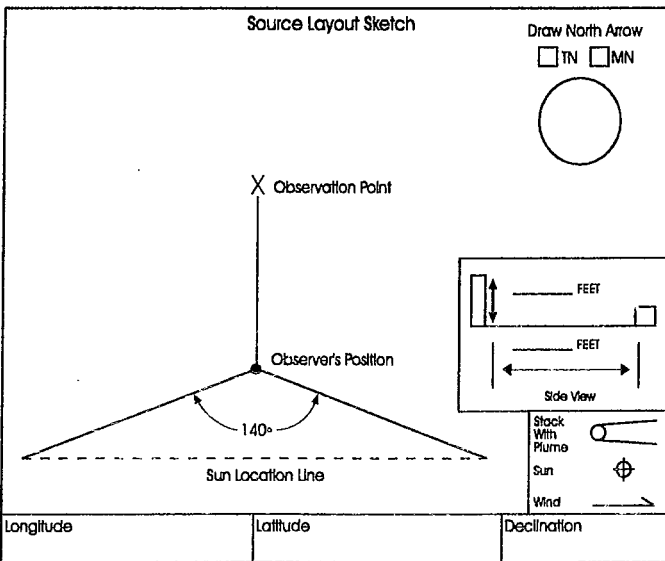 Source Layout Sketch
Draw North Arrow
TN MN
X Observation Point
FEET
Observer's Position
FEET
Side View
140°
Sun Location Line
Stack
With
Plume
Sun
Wind
Longitude Latitude Declination